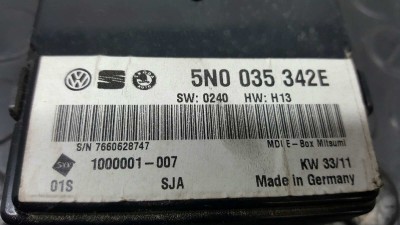 5N0 035 342E
SW: 0240 HW: H13
S/N 7660628747
MDI E-Box Mitsumi
1000001-007
KW 33/11
01S
SJA
Made in Germany